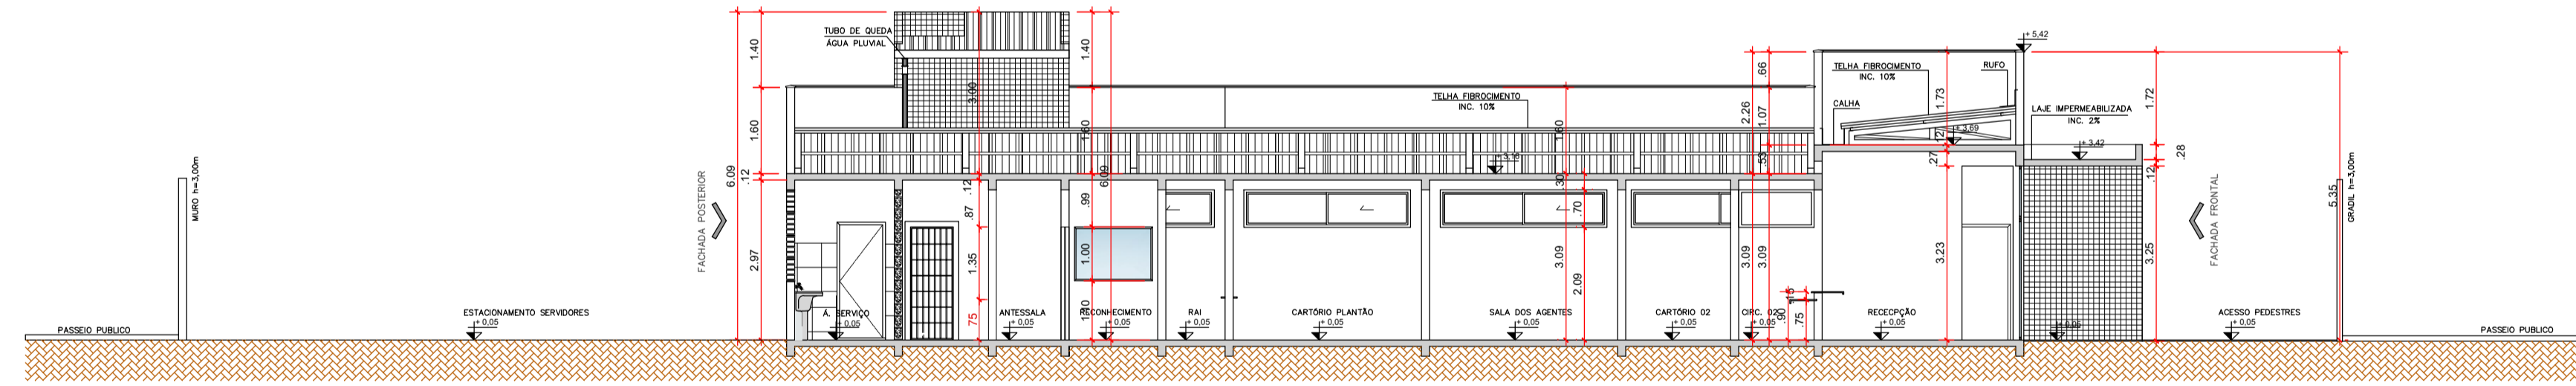 TUBO DE QUEDA
ÁGUA PLUVIAL
1.40
1.60
6.09
.12
2.97
3.00
1.40
1.60
6.09
.12
.87
1.35
.75
.99
1.00
1.10
TELHA FIBROCIMENTO
INC. 10%
+ 3,18
1.60
.30
.70
3.09
2.09
2.26
.66
1.07
.53
3.09
3.09
.15
.90
.75
TELHA FIBROCIMENTO
INC. 10%
RUFO
CALHA
+ 5,42
1.73
.12
+ 3,69
.27
3.23
LAJE IMPERMEABILIZADA
INC. 2%
+ 3,42
1.72
.28
.12
3.25
5.35
MURO h=3,00m
GRADIL h=3,00m
FACHADA POSTERIOR
FACHADA FRONTAL
PASSEIO PUBLICO
ESTACIONAMENTO SERVIDORES
+ 0,05
Á. SERVIÇO
+ 0,05
ANTESSALA
+ 0,05
RECONHECIMENTO
+ 0,05
RAI
+ 0,05
CARTÓRIO PLANTÃO
+ 0,05
SALA DOS AGENTES
+ 0,05
CARTÓRIO 02
+ 0,05
CIRC. 02
+ 0,05
RECECPÇÃO
+ 0,05
+ 0,05
ACESSO PEDESTRES
+ 0,05
PASSEIO PUBLICO